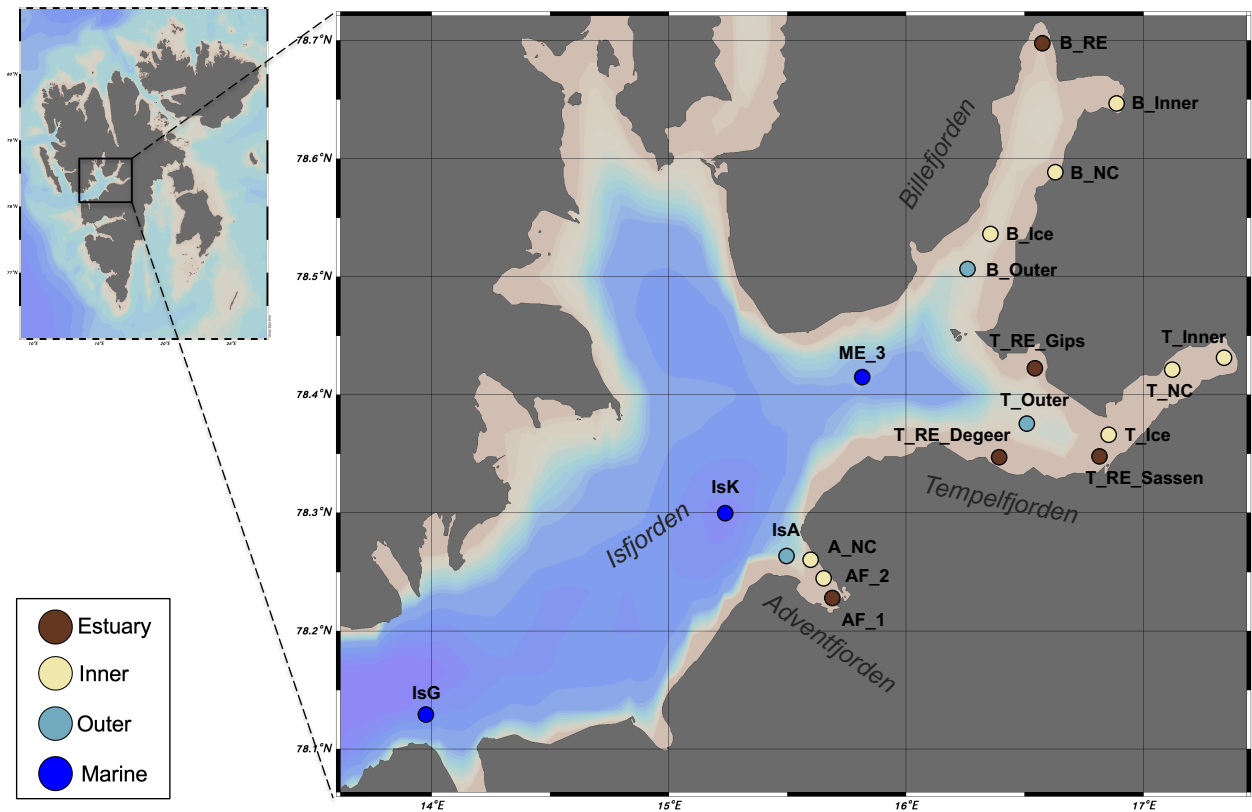 78.7°N
B_RE
B_Inner
78.6°N
Billefjorden
B_NC
B_Ice
78.5°N
B_Outer
T_RE_Gips
T_Inner
ME_3
78.4°N
T_NC
T_Outer
T_RE_Degeer
T_Ice
T_RE_Sassen
Tempelfjorden
IsK
78.3°N
Isfjorden
IsA
A_NC
AF_2
AF_1
Adventfjorden
78.2°N
IsG
78.1°N
14°E
15°E
16°E
17°E
Estuary
Inner
Outer
Marine